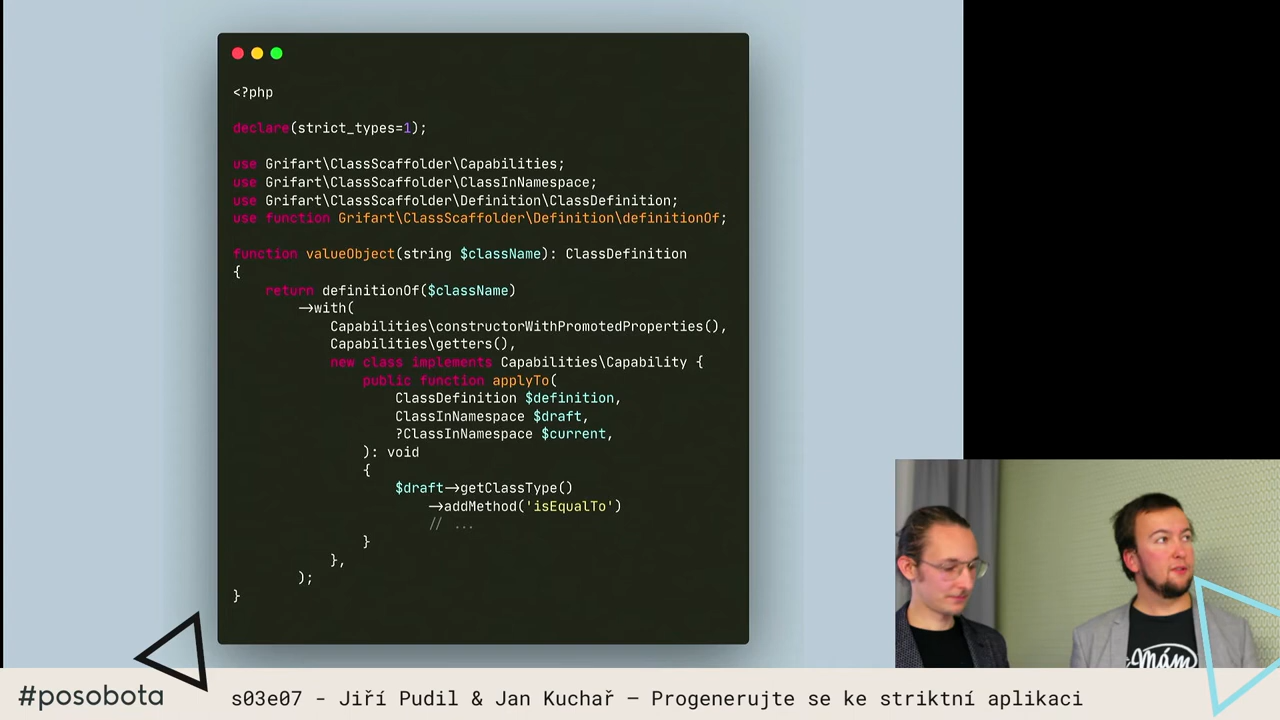 <?php
declare(strict_types=1);
use Grifart\ClassScaffolder\Capabilities;
use Grifart\ClassScaffolder\ClassInNamespace;
use Grifart\ClassScaffolder\Definition\ClassDefinition;
use function Grifart\ClassScaffolder\Definition\definitionOf;
function valueObject(string $className): ClassDefinition
{
    return definitionOf($className)
        ->with(
            Capabilities\constructorWithPromotedProperties(),
            Capabilities\getters(),
            new class implements Capabilities\Capability {
                public function applyTo(
                    ClassDefinition $definition,
                    ClassInNamespace $draft,
                    ?ClassInNamespace $current,
                ): void
                {
                    $draft->getClassType()
                        ->addMethod('isEqualTo')
                        // ...
                }
            },
        );
}
Mám
#posobota
s03e07 - Jiří Pudil & Jan Kuchař – Progenerujte se ke striktní aplikaci